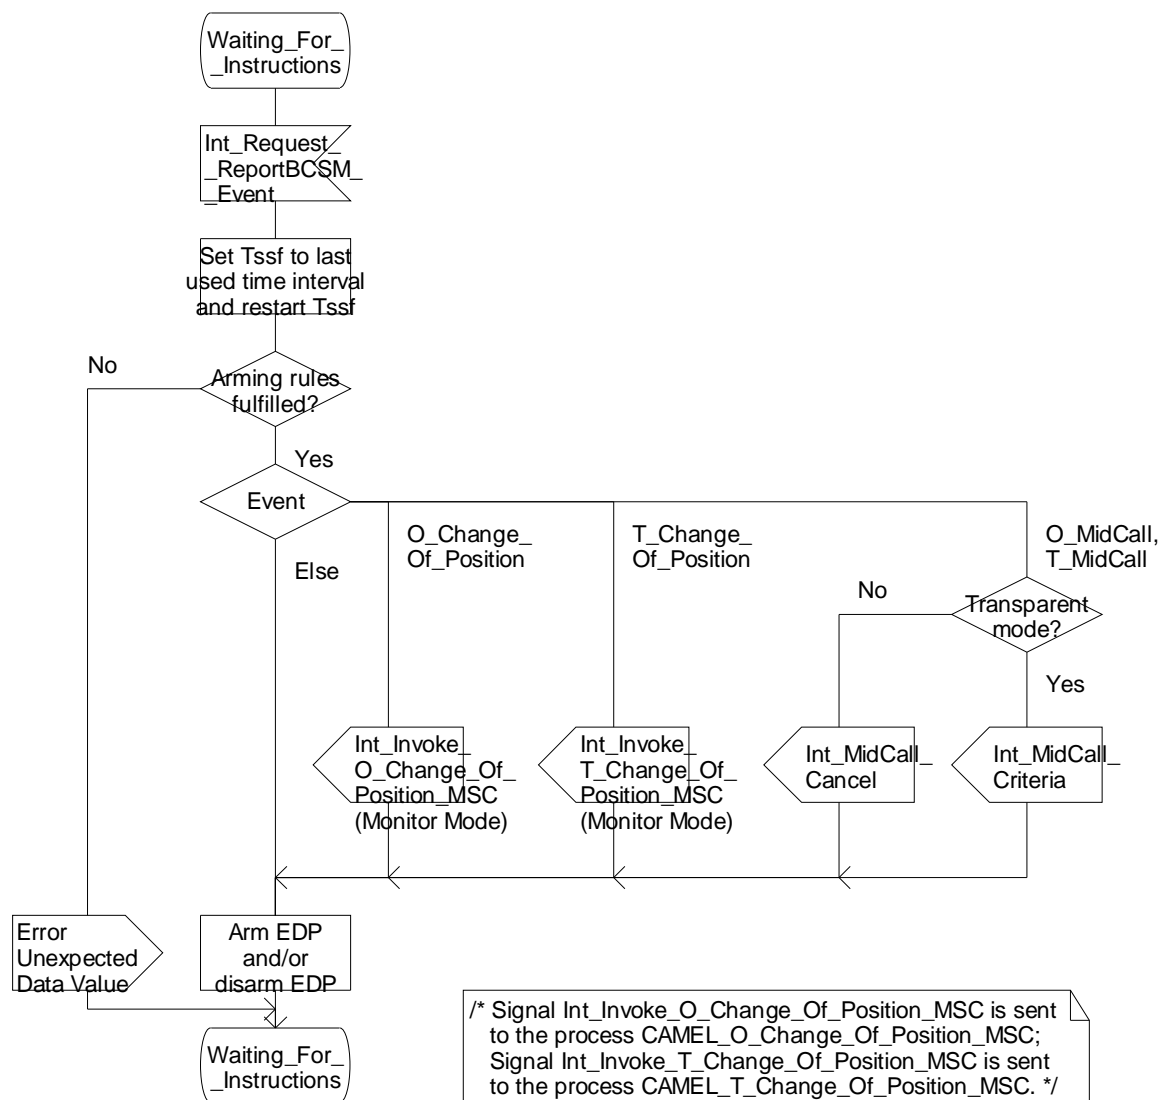 Waiting_For_
_Instructions
Int_Request_
_ReportBCSM_
_Event
Set Tssf to last
used time interval
and restart Tssf
No
Arming rules
fulfilled?
Yes
Event
O_Change_
Of_Position
T_Change_
Of_Position
O_MidCall,
T_MidCall
Else
No
Transparent
mode?
Yes
Int_Invoke_
O_Change_Of_
Position_MSC
(Monitor Mode)
Int_Invoke_
T_Change_Of_
Position_MSC
(Monitor Mode)
Int_MidCall_
Cancel
Int_MidCall_
Criteria
Error
Unexpected
Data Value
Arm EDP
and/or
disarm EDP
Waiting_For_
_Instructions
/* Signal Int_Invoke_O_Change_Of_Position_MSC is sent
to the process CAMEL_O_Change_Of_Position_MSC;
Signal Int_Invoke_T_Change_Of_Position_MSC is sent
to the process CAMEL_T_Change_Of_Position_MSC. */